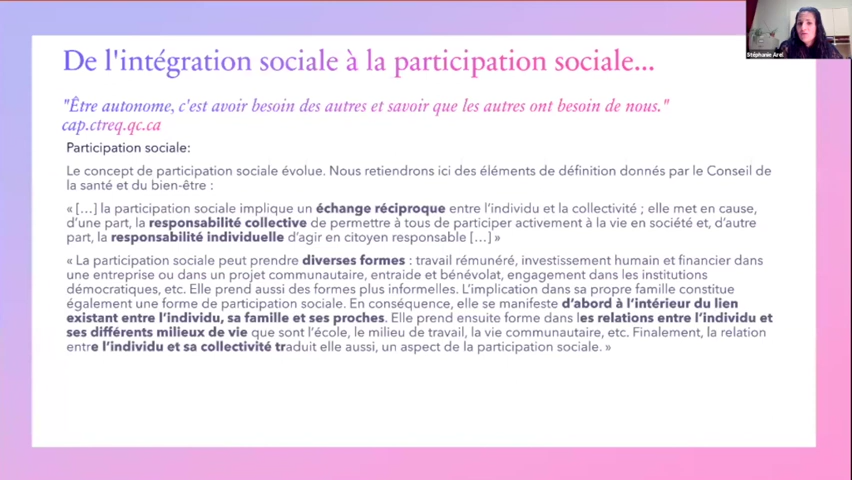 De l'intégration sociale à la participation sociale...
"Être autonome, c'est avoir besoin des autres et savoir que les autres ont besoin de nous."
cap.ctreq.qc.ca
Participation sociale:
Le concept de participation sociale évolue. Nous retiendrons ici des éléments de définition donnés par le Conseil de
la santé et du bien-être :
« […] la participation sociale implique un échange réciproque entre l'individu et la collectivité ; elle met en cause,
d'une part, la responsabilité collective de permettre à tous de participer activement à la vie en société et, d'autre
part, la responsabilité individuelle d'agir en citoyen responsable […] »
« La participation sociale peut prendre diverses formes : travail rémunéré, investissement humain et financier dans
une entreprise ou dans un projet communautaire, entraide et bénévolat, engagement dans les institutions
démocratiques, etc. Elle prend aussi des formes plus informelles. L'implication dans sa propre famille constitue
également une forme de participation sociale. En conséquence, elle se manifeste d'abord à l'intérieur du lien
existant entre l'individu, sa famille et ses proches. Elle prend ensuite forme dans les relations entre l'individu et
ses différents milieux de vie que sont l'école, le milieu de travail, la vie communautaire, etc. Finalement, la relation
entre l'individu et sa collectivité traduit elle aussi, un aspect de la participation sociale. »
Stéphanie Arel